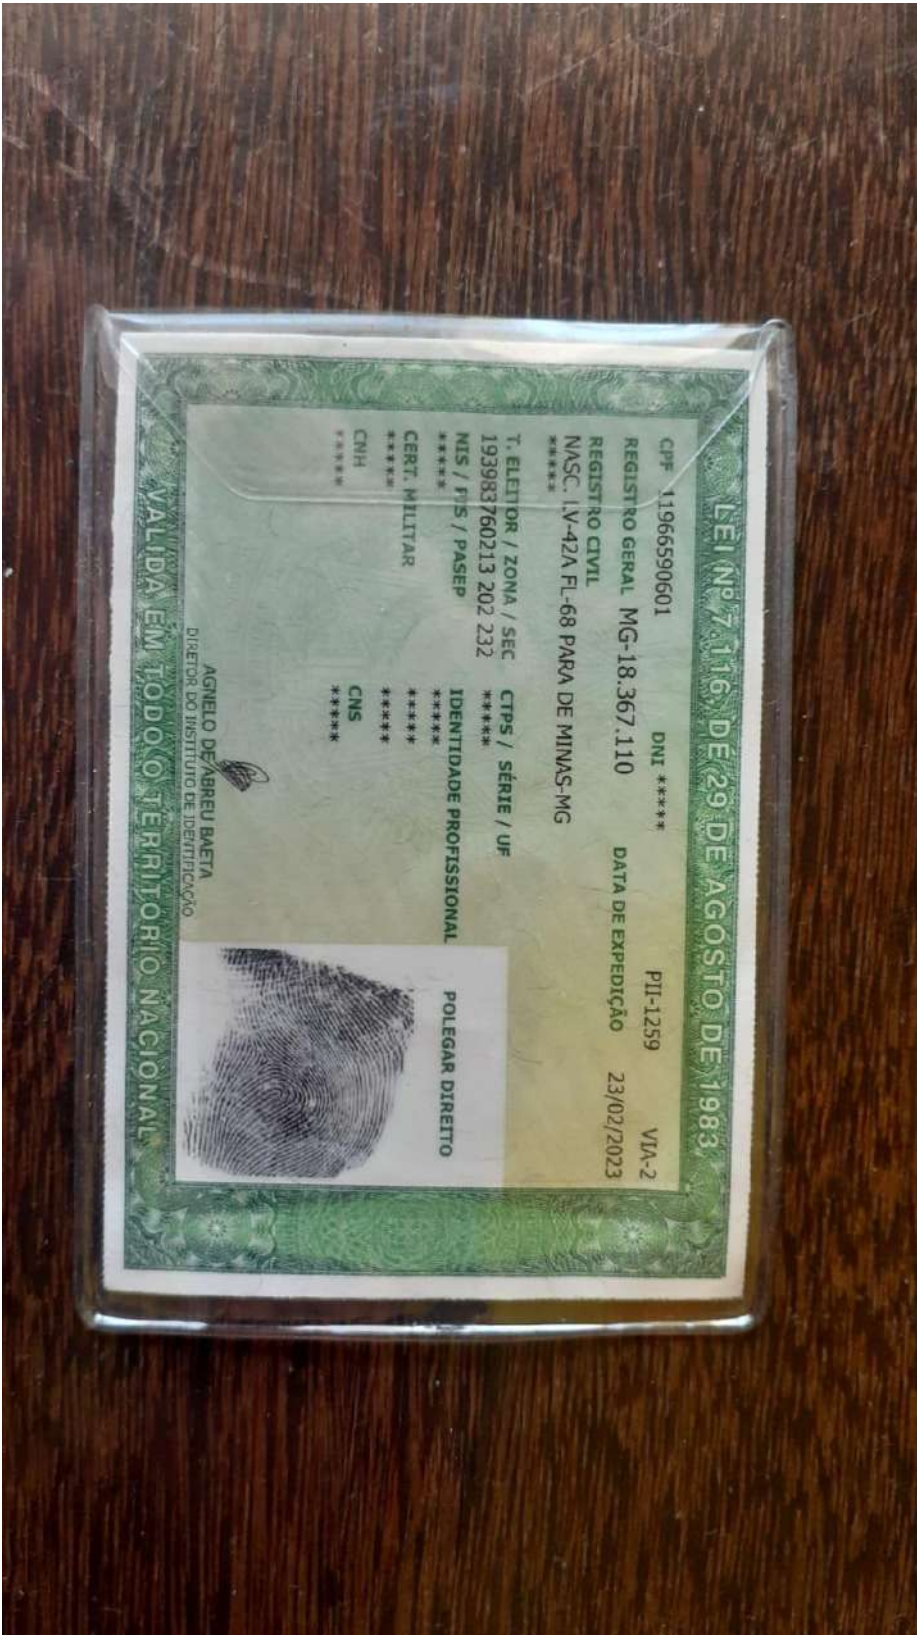 LEI Nº 7.116, DE 29 DE AGOSTO DE 1983
CPF 11966590601 DNI ***** PII-1259 VIA-2
REGISTRO GERAL MG-18.367.110 DATA DE EXPEDIÇÃO 23/02/2023
REGISTRO CIVIL
NASC. LV-42A FL-68 PARA DE MINAS-MG
*****
T. ELEITOR / ZONA / SEC CTPS / SÉRIE / UF
193983760213 202 232 *****
NIS / PIS / PASEP IDENTIDADE PROFISSIONAL POLEGAR DIREITO
***** *****
CERT. MILITAR *****
***** *****
CNH CNS
***** *****
AGNELO DE ABREU BAETA
DIRETOR DO INSTITUTO DE IDENTIFICAÇÃO
VALIDA EM TODO O TERRITORIO NACIONAL